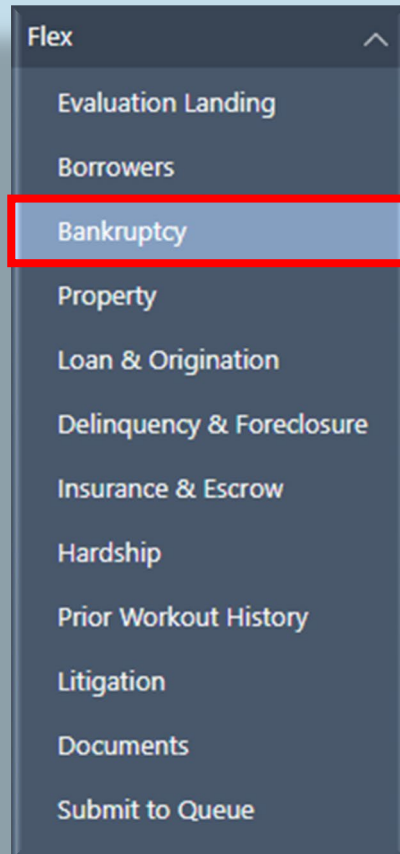 Flex
Evaluation Landing
Borrowers
Bankruptcy
Property
Loan & Origination
Delinquency & Foreclosure
Insurance & Escrow
Hardship
Prior Workout History
Litigation
Documents
Submit to Queue